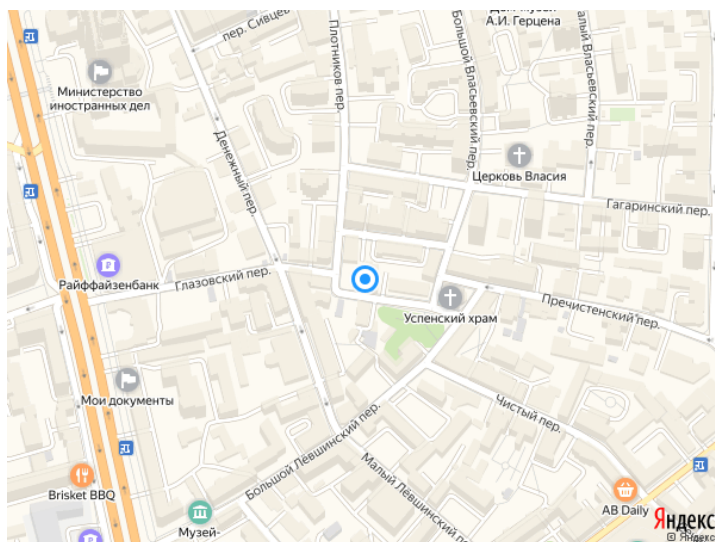 пер. Сивцев
Плотников пер.
Большой Власьевский пер.
А.И. Герцена
Малый Власьевский пер.
Министерство
иностранных дел
Денежный пер.
Церковь Власия
Гагаринский пер.
Райффайзенбанк
Глазовский пер.
Пречистенский пер.
Успенский храм
Мои документы
Чистый пер.
Большой Лёвшинский пер.
Малый Лёвшинский пер.
Brisket BBQ
AB Daily
Музей-
Яндекс
© Яндекс